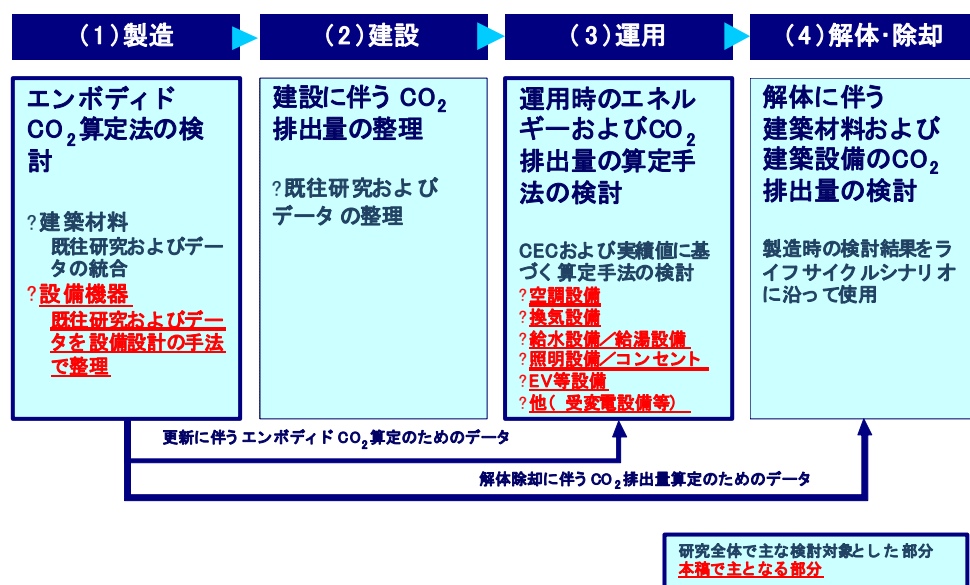 (1)製造
(2)建設
(3)運用
(4)解体・除却
エンボディド
CO2算定法の検
討
?建築材料
既往研究およびデー
タの統合
?設備機器
既往研究およびデー
タを設備設計の手法
で整理
建設に伴う CO2
排出量の整理
?既往研究および
データ の整理
運用時のエネル
ギーおよびCO2
排出量の算定手
法の検討
CECおよび実績値に基
づく算定手法の検討
?空調設備
?換気設備
?給水設備/給湯設備
?照明設備/コンセント
?EV等設備
?他( 受変電設備等)
解体に伴う
建築材料および
建築設備のCO2
排出量の検討
製造時の検討結果をラ
イフサイクルシナリオ
に沿って使用
更新に伴うエンボディド CO2算定のためのデータ
解体除却に伴う CO2排出量算定のためのデータ
研究全体で主な検討対象とした 部分
本稿で主となる部分